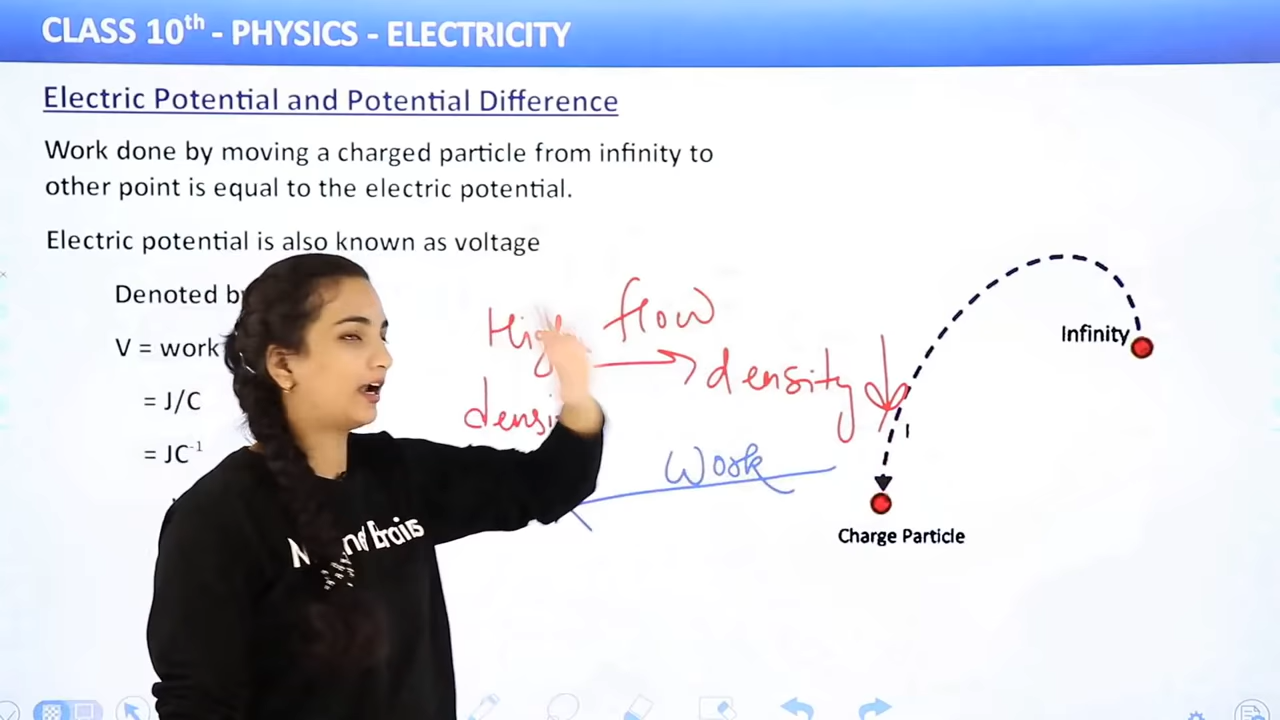 CLASS 10th - PHYSICS - ELECTRICITY
Electric Potential and Potential Difference
Work done by moving a charged particle from infinity to
other point is equal to the electric potential.
Electric potential is also known as voltage
Denoted
V = work
= J/C
= JC-1
High flow
density
Work
Infinity
Charge Particle